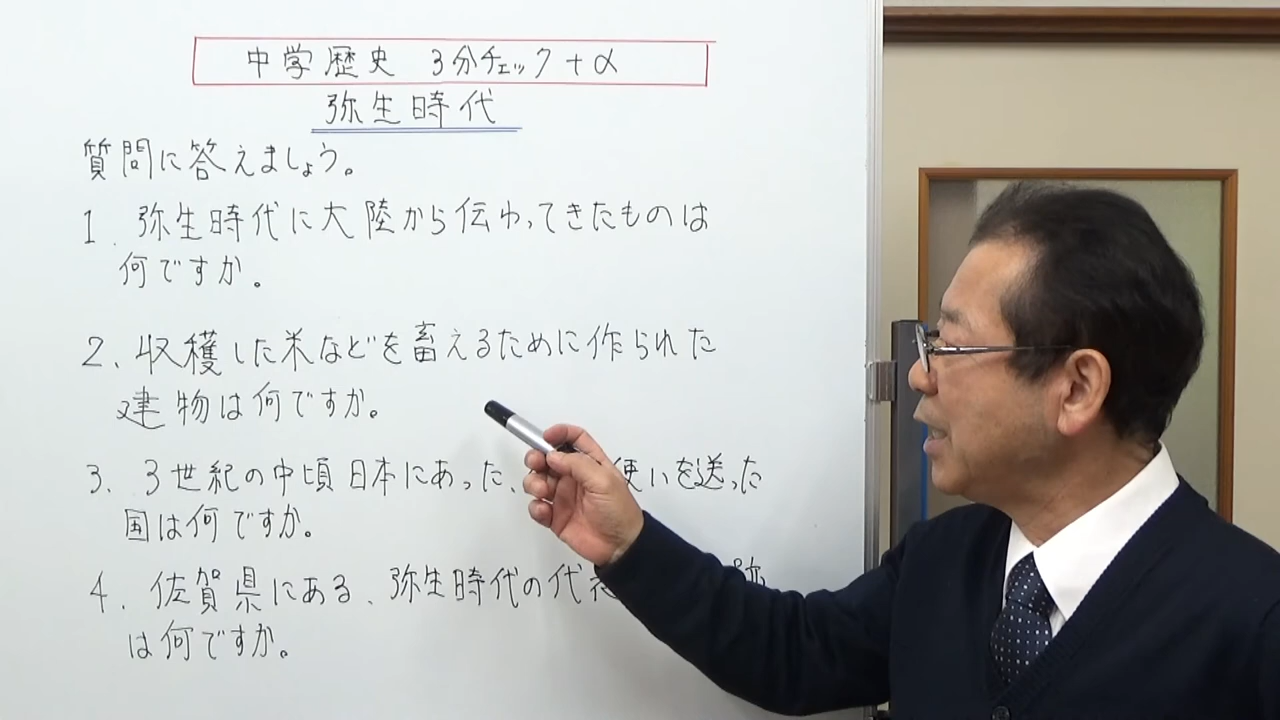 中学歴史 3分チェック+α
弥生時代
質問に答えましょう。
1. 弥生時代に大陸から伝わってきたものは
何ですか。
2. 収穫した米などを蓄えるために作られた
建物は何ですか。
3. 3世紀の中頃日本にあった、 使いを送った
国は何ですか。
4. 佐賀県にある、弥生時代の代表 跡
は何ですか。